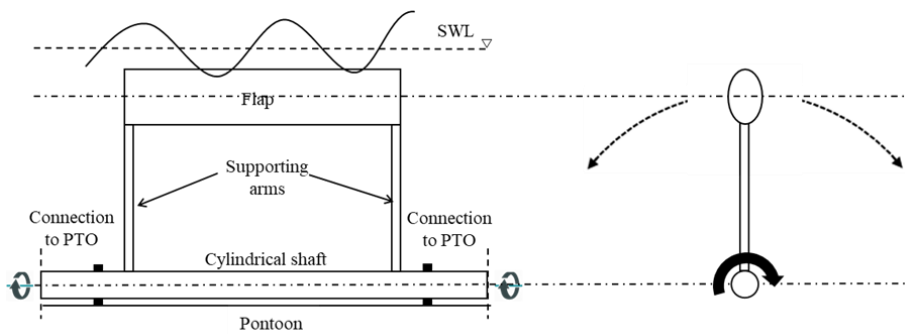 SWL
Flap
Supporting
arms
Connection
to PTO
Connection
to PTO
Cylindrical shaft
Pontoon